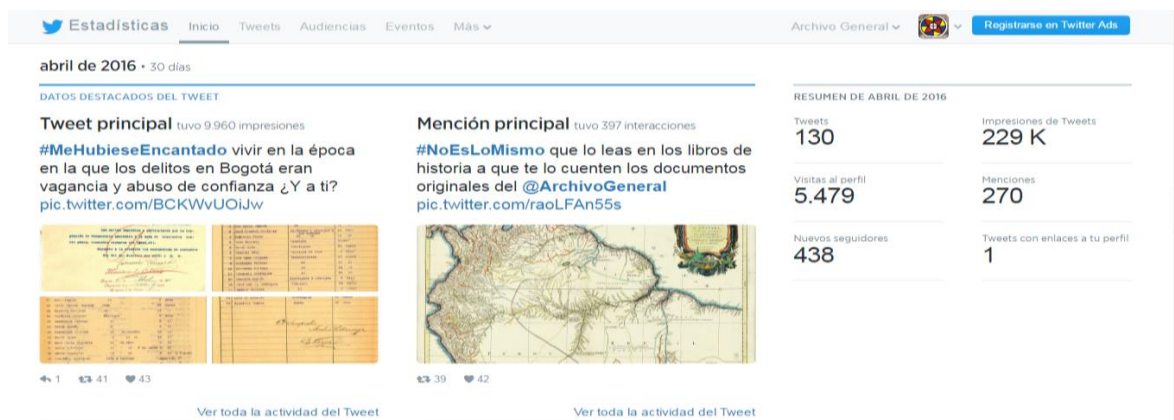 Estadísticas Inicio Tweets Audiencias Eventos Más Archivo General Registrarse en Twitter Ads
abril de 2016 • 30 días
DATOS DESTACADOS DEL TWEET
Tweet principal tuvo 9.960 impresiones
#MeHubieseEncantado vivir en la época
en la que los delitos en Bogotá eran
vagancia y abuso de confianza ¿Y a ti?
pic.twitter.com/BCKWvUOiJw
1 41 43
Ver toda la actividad del Tweet
Mención principal tuvo 397 interacciones
#NoEsLoMismo que lo leas en los libros de
historia a que te lo cuenten los documentos
originales del @ArchivoGeneral
pic.twitter.com/raoLFAn55s
39 42
Ver toda la actividad del Tweet
RESUMEN DE ABRIL DE 2016
Tweets
130
Impresiones de Tweets
229 K
Visitas al perfil
5.479
Menciones
270
Nuevos seguidores
438
Tweets con enlaces a tu perfil
1